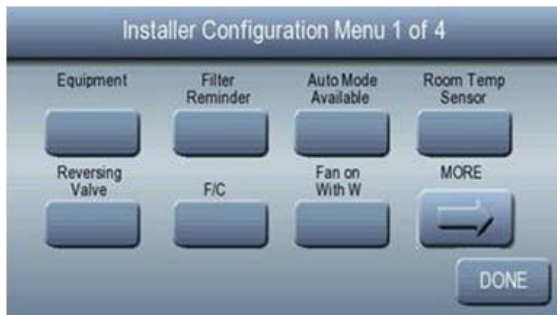 Installer Configuration Menu 1 of 4
Equipment
Filter
Reminder
Auto Mode
Available
Room Temp
Sensor
Reversing
Valve
F/C
Fan on
With W
MORE
DONE